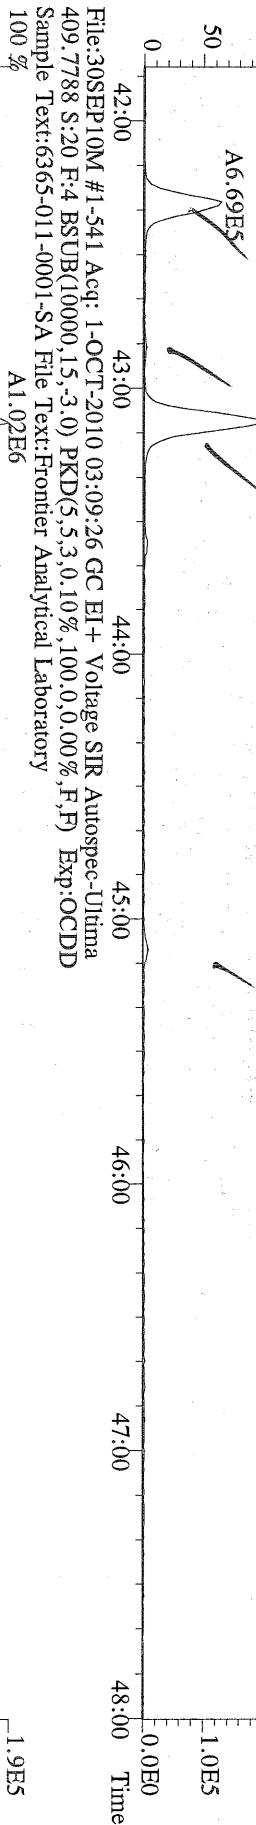 50
A6.69E5
1.0E5
0
0.0E0
42:00
43:00
44:00
45:00
46:00
47:00
48:00
Time
File:30SEP10M #1-541 Acq: 1-OCT-2010 03:09:26 GC EI+ Voltage SIR Autospec-Ultima
409.7788 S:20 F:4 BSUB(10000,15,-3.0) PKD(5,5,3,0.10%,100.0,0.00%,F,F) Exp:OCDD
Sample Text:6365-011-0001-SA File Text:Frontier Analytical Laboratory
100 %
A1.02E6
1.9E5